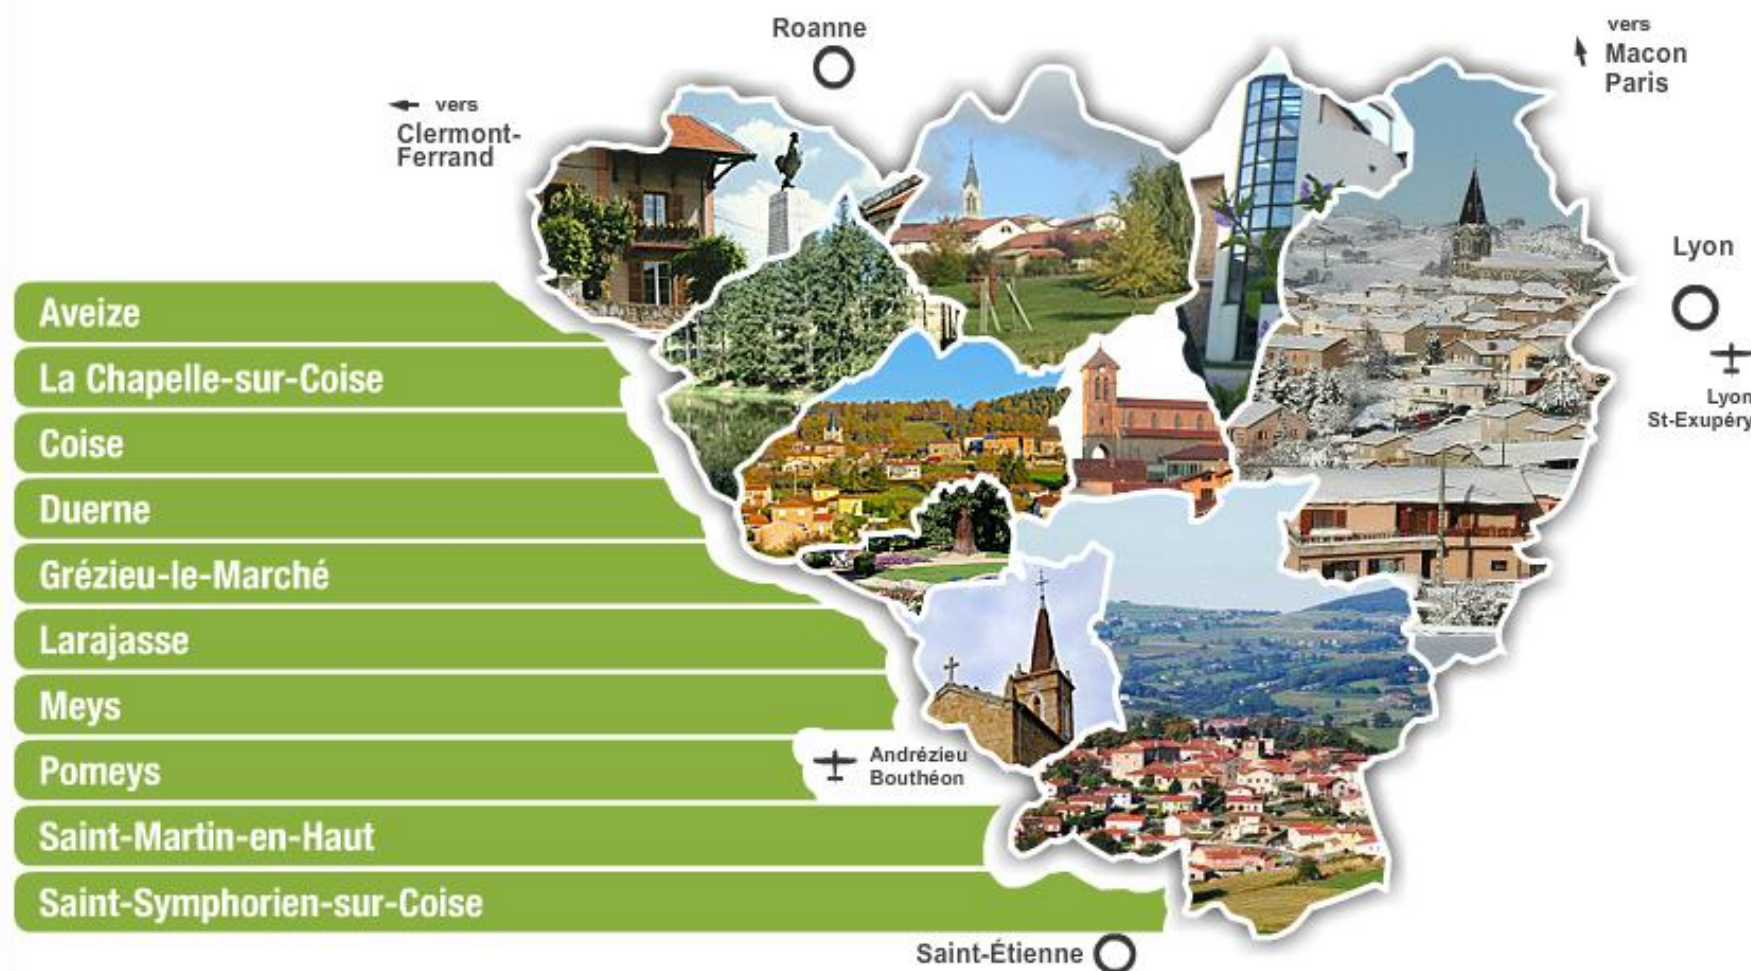 Roanne
vers
Macon
Paris
vers
Clermont-
Ferrand
Lyon
Lyon
St-Exupéry
Aveize
La Chapelle-sur-Coise
Coise
Duerne
Grézieu-le-Marché
Larajasse
Meys
Pomeys
Andrézieu
Bouthéon
Saint-Martin-en-Haut
Saint-Symphorien-sur-Coise
Saint-Étienne